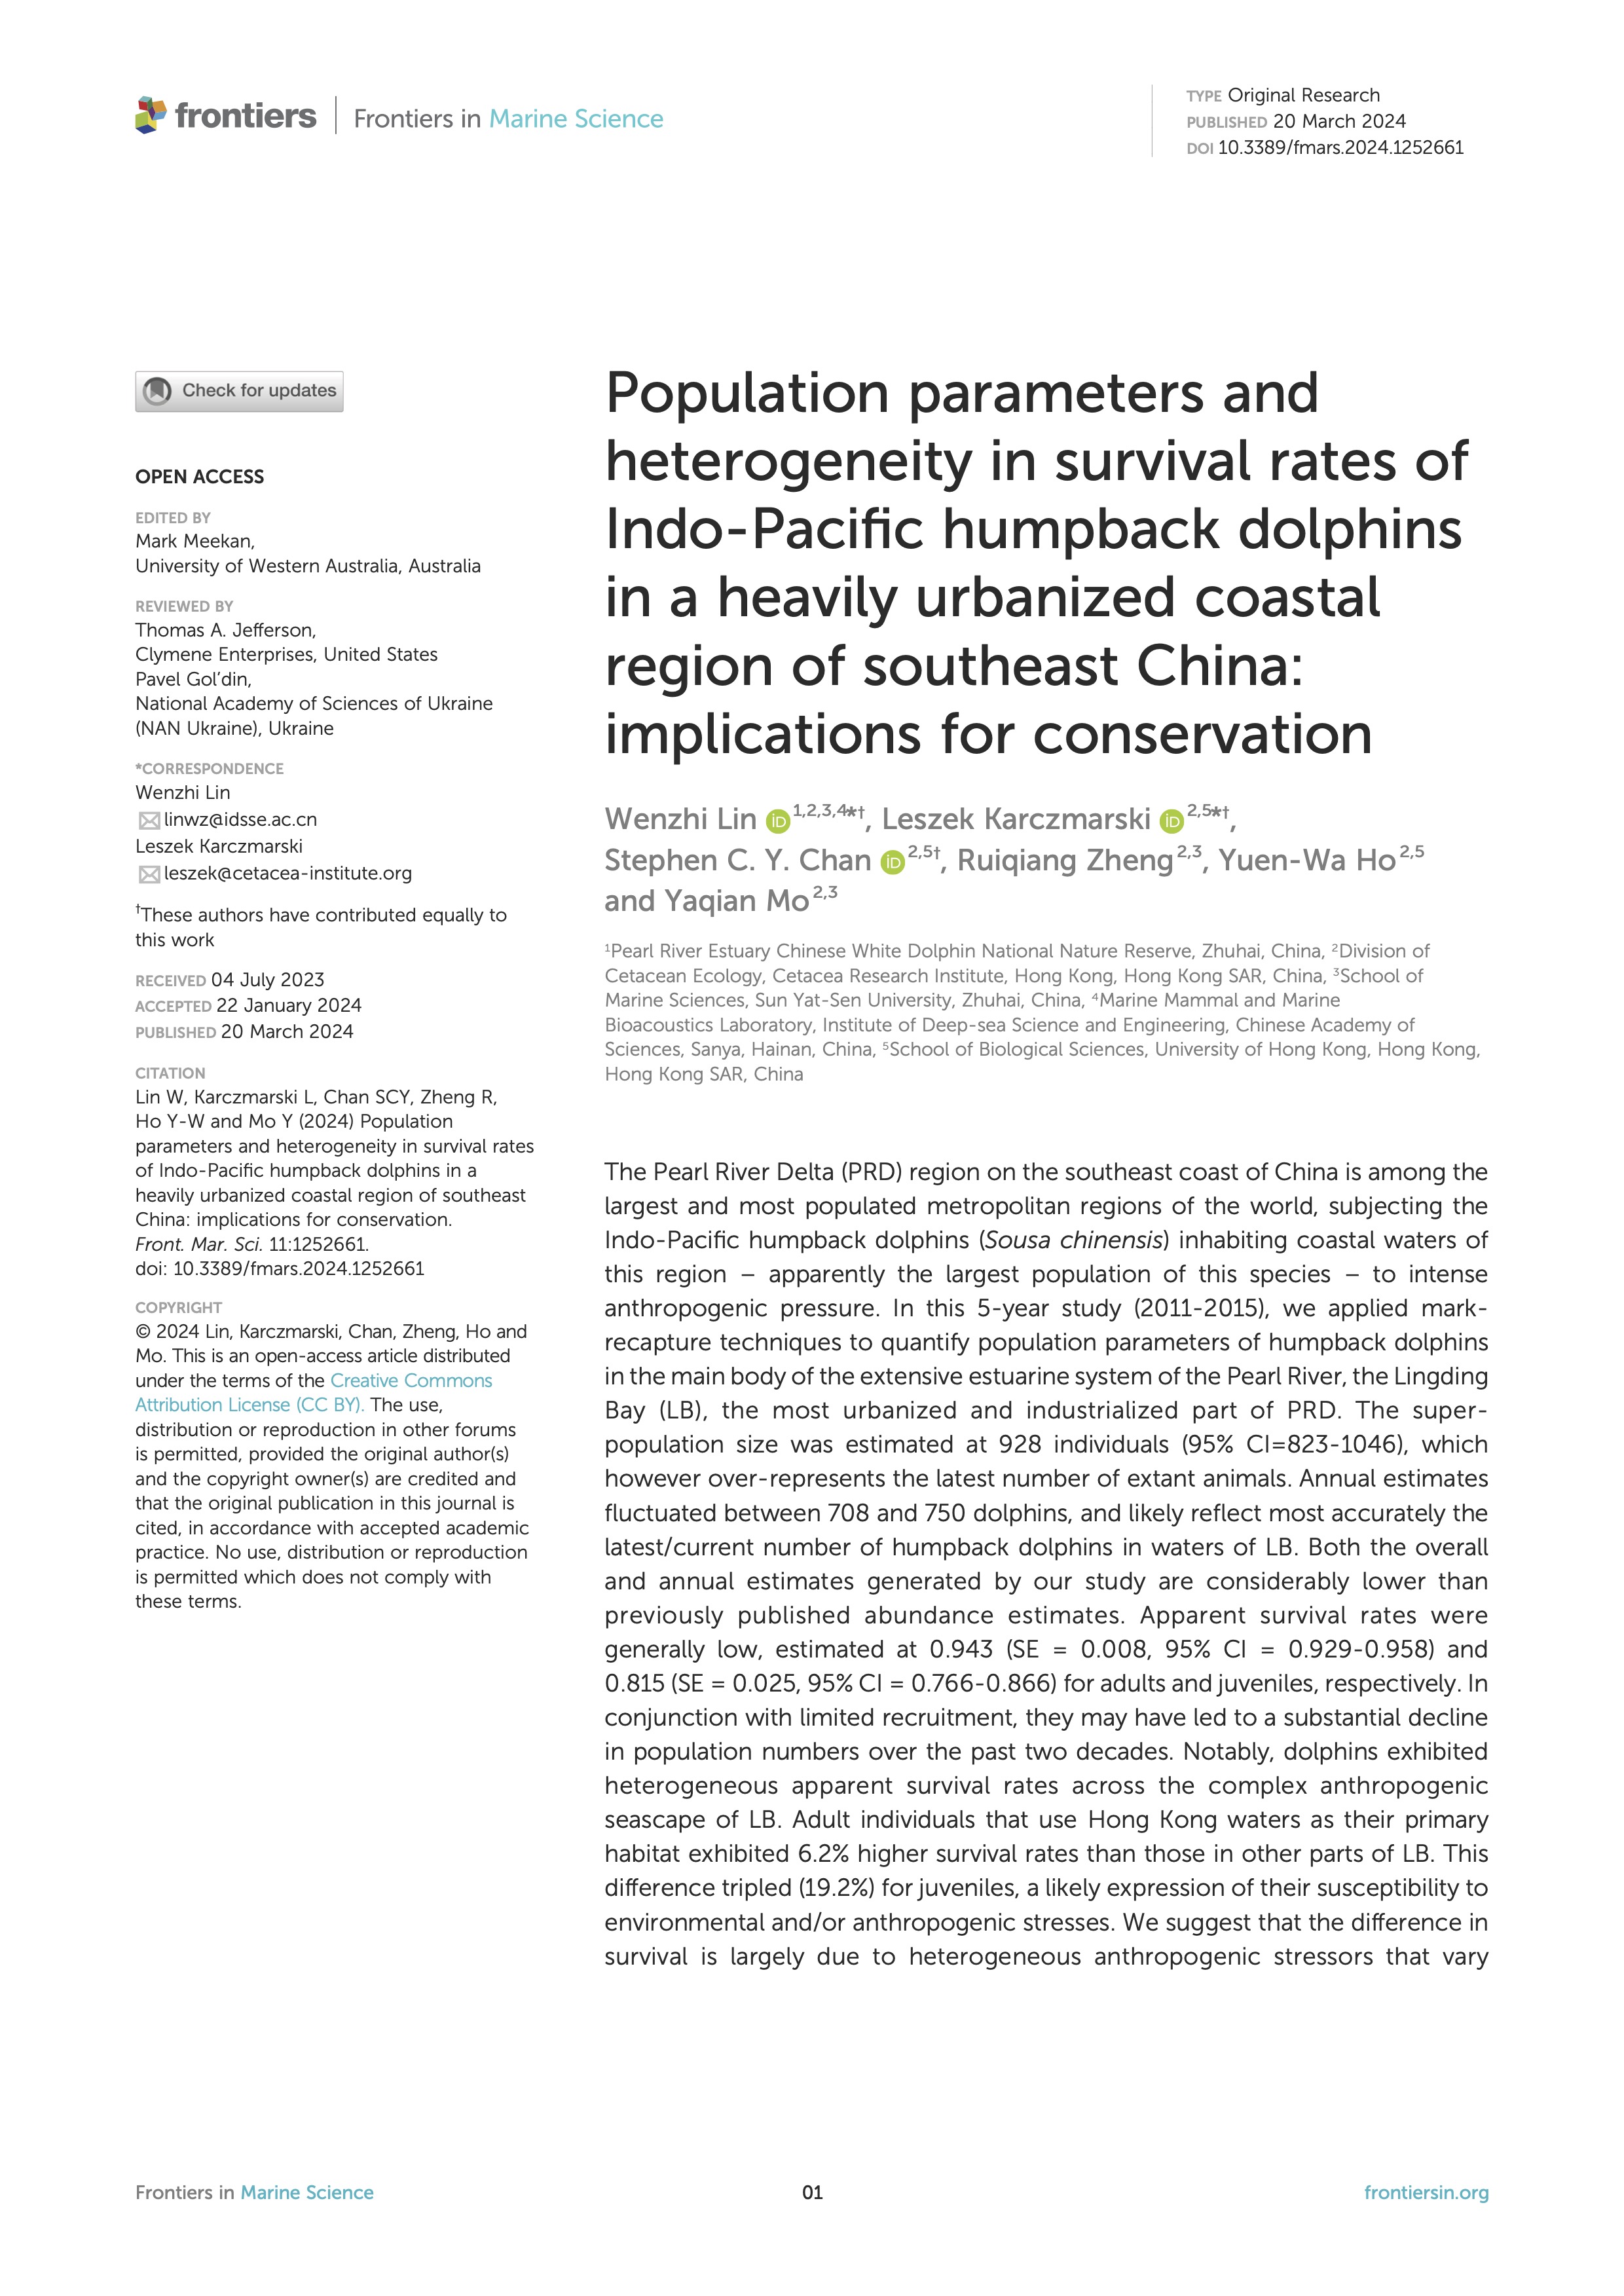 frontiers
Frontiers in Marine Science
TYPE Original Research
PUBLISHED 20 March 2024
DOI 10.3389/fmars.2024.1252661
Check for updates
OPEN ACCESS
EDITED BY
Mark Meekan,
University of Western Australia, Australia
REVIEWED BY
Thomas A. Jefferson,
Clymene Enterprises, United States
Pavel Gol’din,
National Academy of Sciences of Ukraine
(NAN Ukraine), Ukraine
*CORRESPONDENCE
Wenzhi Lin
linwz@idsse.ac.cn
Leszek Karczmarski
leszek@cetacea-institute.org
†These authors have contributed equally to
this work
RECEIVED 04 July 2023
ACCEPTED 22 January 2024
PUBLISHED 20 March 2024
CITATION
Lin W, Karczmarski L, Chan SCY, Zheng R,
Ho Y-W and Mo Y (2024) Population
parameters and heterogeneity in survival rates
of Indo-Pacific humpback dolphins in a
heavily urbanized coastal region of southeast
China: implications for conservation.
Front. Mar. Sci. 11:1252661.
doi: 10.3389/fmars.2024.1252661
COPYRIGHT
© 2024 Lin, Karczmarski, Chan, Zheng, Ho and
Mo. This is an open-access article distributed
under the terms of the Creative Commons
Attribution License (CC BY). The use,
distribution or reproduction in other forums
is permitted, provided the original author(s)
and the copyright owner(s) are credited and
that the original publication in this journal is
cited, in accordance with accepted academic
practice. No use, distribution or reproduction
is permitted which does not comply with
these terms.
Population parameters and
heterogeneity in survival rates of
Indo-Pacific humpback dolphins
in a heavily urbanized coastal
region of southeast China:
implications for conservation
Wenzhi Lin iD 1,2,3,4*†, Leszek Karczmarski iD 2,5*†,
Stephen C. Y. Chan iD 2,5†, Ruiqiang Zheng 2,3, Yuen-Wa Ho 2,5
and Yaqian Mo 2,3
1Pearl River Estuary Chinese White Dolphin National Nature Reserve, Zhuhai, China, 2Division of
Cetacean Ecology, Cetacea Research Institute, Hong Kong, Hong Kong SAR, China, 3School of
Marine Sciences, Sun Yat-Sen University, Zhuhai, China, 4Marine Mammal and Marine
Bioacoustics Laboratory, Institute of Deep-sea Science and Engineering, Chinese Academy of
Sciences, Sanya, Hainan, China, 5School of Biological Sciences, University of Hong Kong, Hong Kong,
Hong Kong SAR, China
The Pearl River Delta (PRD) region on the southeast coast of China is among the
largest and most populated metropolitan regions of the world, subjecting the
Indo-Pacific humpback dolphins (Sousa chinensis) inhabiting coastal waters of
this region – apparently the largest population of this species – to intense
anthropogenic pressure. In this 5-year study (2011-2015), we applied mark-
recapture techniques to quantify population parameters of humpback dolphins
in the main body of the extensive estuarine system of the Pearl River, the Lingding
Bay (LB), the most urbanized and industrialized part of PRD. The super-
population size was estimated at 928 individuals (95% CI=823-1046), which
however over-represents the latest number of extant animals. Annual estimates
fluctuated between 708 and 750 dolphins, and likely reflect most accurately the
latest/current number of humpback dolphins in waters of LB. Both the overall
and annual estimates generated by our study are considerably lower than
previously published abundance estimates. Apparent survival rates were
generally low, estimated at 0.943 (SE = 0.008, 95% CI = 0.929-0.958) and
0.815 (SE = 0.025, 95% CI = 0.766-0.866) for adults and juveniles, respectively. In
conjunction with limited recruitment, they may have led to a substantial decline
in population numbers over the past two decades. Notably, dolphins exhibited
heterogeneous apparent survival rates across the complex anthropogenic
seascape of LB. Adult individuals that use Hong Kong waters as their primary
habitat exhibited 6.2% higher survival rates than those in other parts of LB. This
difference tripled (19.2%) for juveniles, a likely expression of their susceptibility to
environmental and/or anthropogenic stresses. We suggest that the difference in
survival is largely due to heterogeneous anthropogenic stressors that vary
Frontiers in Marine Science
01
frontiersin.org